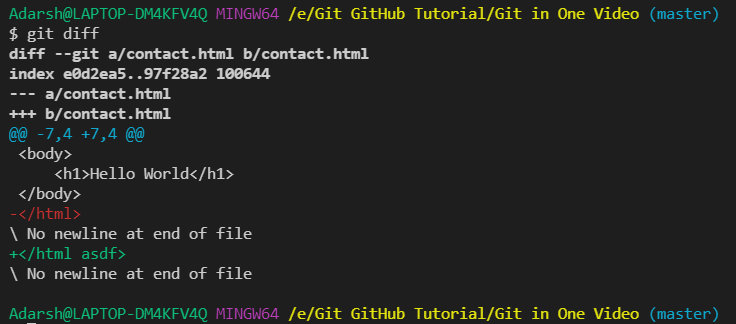 Adarsh@LAPTOP-DM4KFV4Q MINGW64 /e/Git GitHub Tutorial/Git in One Video (master)
$ git diff
diff --git a/contact.html b/contact.html
index e0d2ea5..97f28a2 100644
--- a/contact.html
+++ b/contact.html
@@ -7,4 +7,4 @@
 <body>
     <h1>Hello World</h1>
 </body>
-</html>
\ No newline at end of file
+</html asdf>
\ No newline at end of file

Adarsh@LAPTOP-DM4KFV4Q MINGW64 /e/Git GitHub Tutorial/Git in One Video (master)